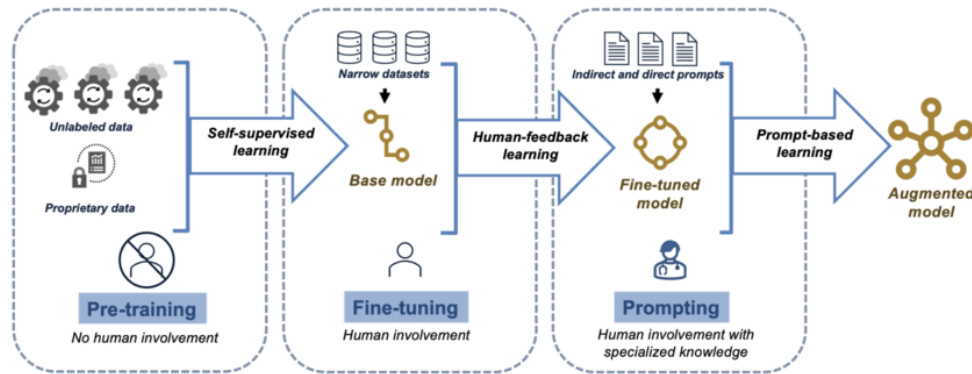 Unlabeled data
Proprietary data
Pre-training
No human involvement
Self-supervised
learning
Narrow datasets
Base model
Fine-tuning
Human involvement
Human-feedback
learning
Indirect and direct prompts
Fine-tuned
model
Prompting
Human involvement with
specialized knowledge
Prompt-based
learning
Augmented
model